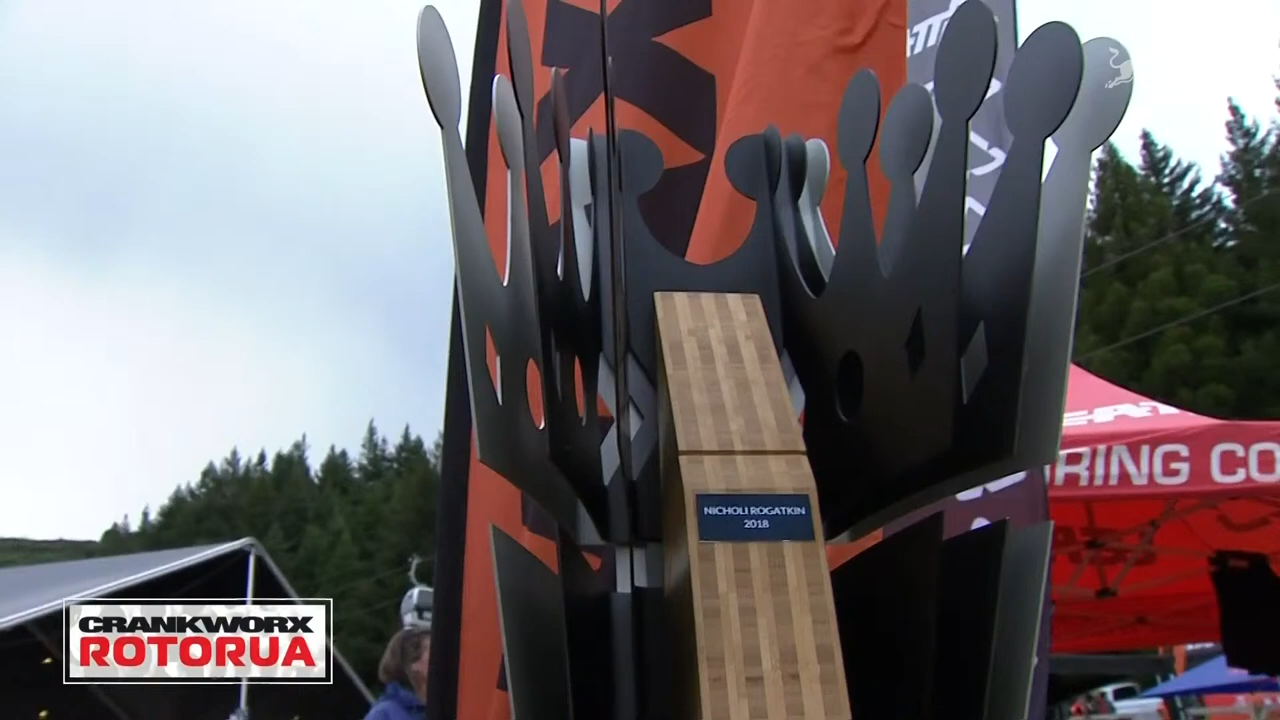 NICHOLI ROGATKIN
2018
RING CO
CRANKWORX
ROTORUA